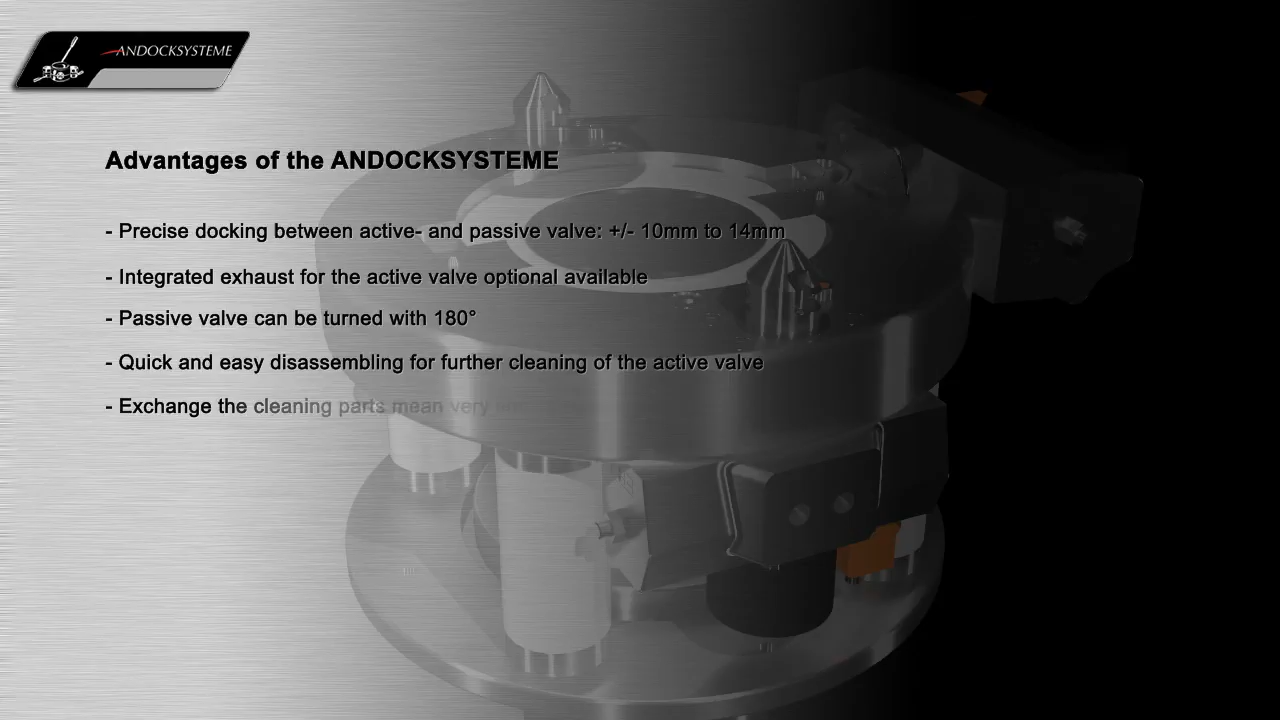 ANDOCKSYSTEME
Advantages of the ANDOCKSYSTEME
- Precise docking between active- and passive valve: +/- 10mm to 14mm
- Integrated exhaust for the active valve optional available
- Passive valve can be turned with 180°
- Quick and easy disassembling for further cleaning of the active valve
- Exchange the cleaning parts mean very